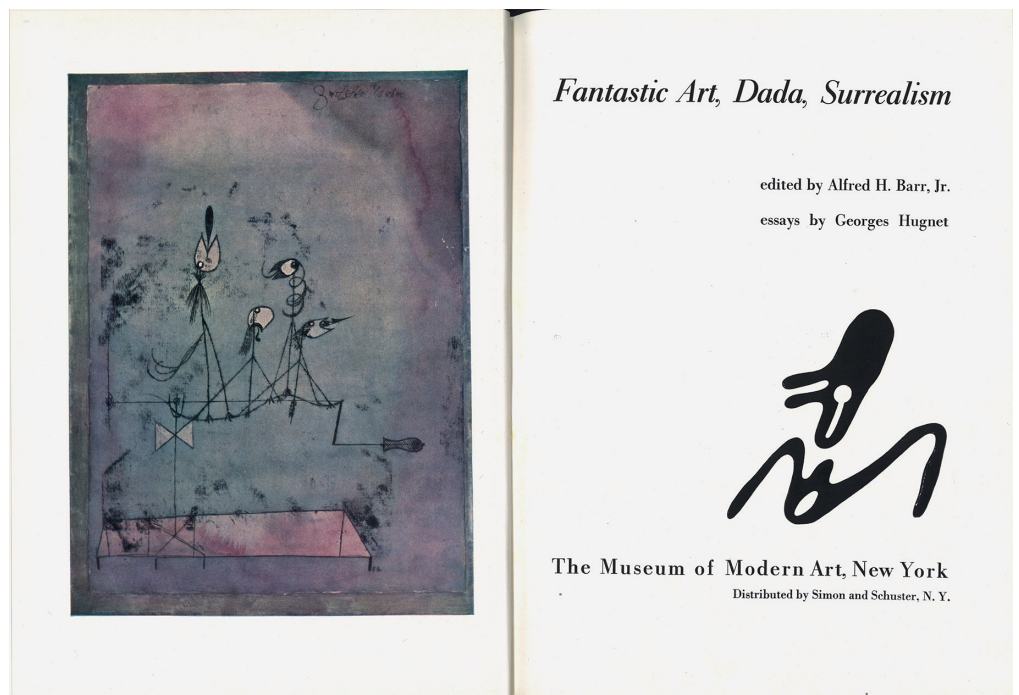 Fantastic Art, Dada, Surrealism
edited by Alfred H. Barr, Jr.
essays by Georges Hugnet
The Museum of Modern Art, New York
Distributed by Simon and Schuster, N. Y.